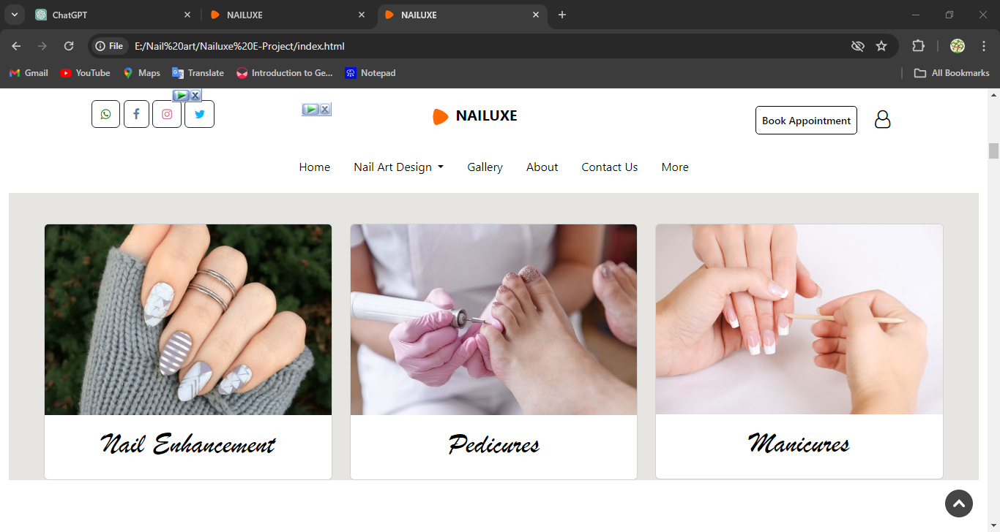 ChatGPT
NAILUXE
NAILUXE
File
E:/Nail%20art/Nailuxe%20E-Project/index.html
Gmail
YouTube
Maps
Translate
Introduction to Ge...
Notepad
All Bookmarks
NAILUXE
Book Appointment
Home
Nail Art Design
Gallery
About
Contact Us
More
Nail Enhancement
Pedicures
Manicures